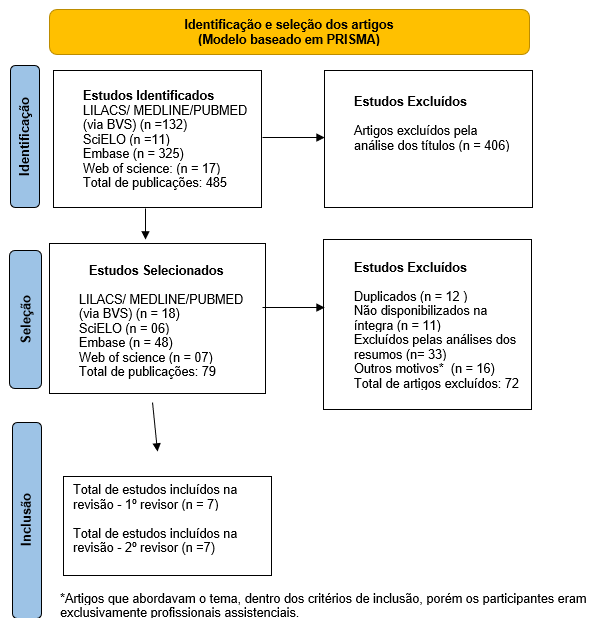 Identificação e seleção dos artigos
(Modelo baseado em PRISMA)
Identificação
Estudos Identificados
LILACS/ MEDLINE/PUBMED
(via BVS) (n =132)
SciELO (n =11)
Embase (n = 325)
Web of science: (n = 17)
Total de publicações: 485
Estudos Excluídos
Artigos excluídos pela
análise dos títulos (n = 406)
Seleção
Estudos Selecionados
LILACS/ MEDLINE/PUBMED
(via BVS) (n = 18)
SciELO (n = 06)
Embase (n = 48)
Web of science (n = 07)
Total de publicações: 79
Estudos Excluídos
Duplicados (n = 12 )
Não disponibilizados na
íntegra (n = 11)
Excluídos pelas análises dos
resumos (n= 33)
Outros motivos* (n = 16)
Total de artigos excluídos: 72
Inclusão
Total de estudos incluídos na
revisão - 1º revisor (n = 7)
Total de estudos incluídos na
revisão - 2º revisor (n =7)
*Artigos que abordavam o tema, dentro dos critérios de inclusão, porém os participantes eram
exclusivamente profissionais assistenciais.